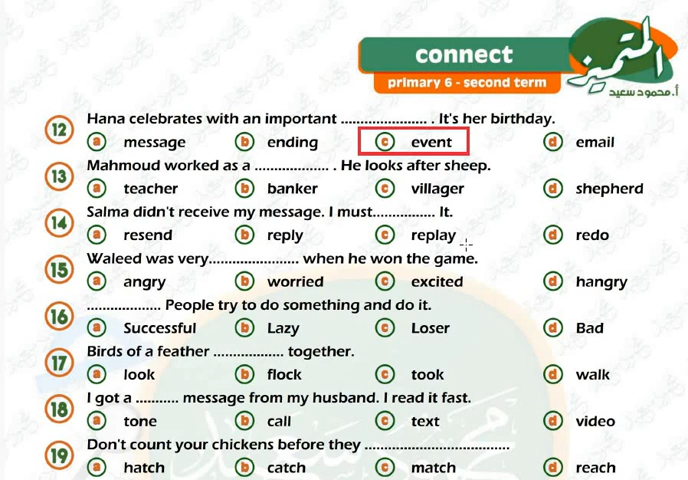 connect
primary 6 - second term
المتميز
أ.محمود سعيد
12 Hana celebrates with an important ...................... . It's her birthday.
a message b ending c event d email
13 Mahmoud worked as a ................... . He looks after sheep.
a teacher b banker c villager d shepherd
14 Salma didn't receive my message. I must................ It.
a resend b reply c replay d redo
15 Waleed was very....................... when he won the game.
a angry b worried c excited d hangry
16 ................... People try to do something and do it.
a Successful b Lazy c Loser d Bad
17 Birds of a feather .................. together.
a look b flock c took d walk
18 I got a ........... message from my husband. I read it fast.
a tone b call c text d video
19 Don't count your chickens before they .....................................
a hatch b catch c match d reach